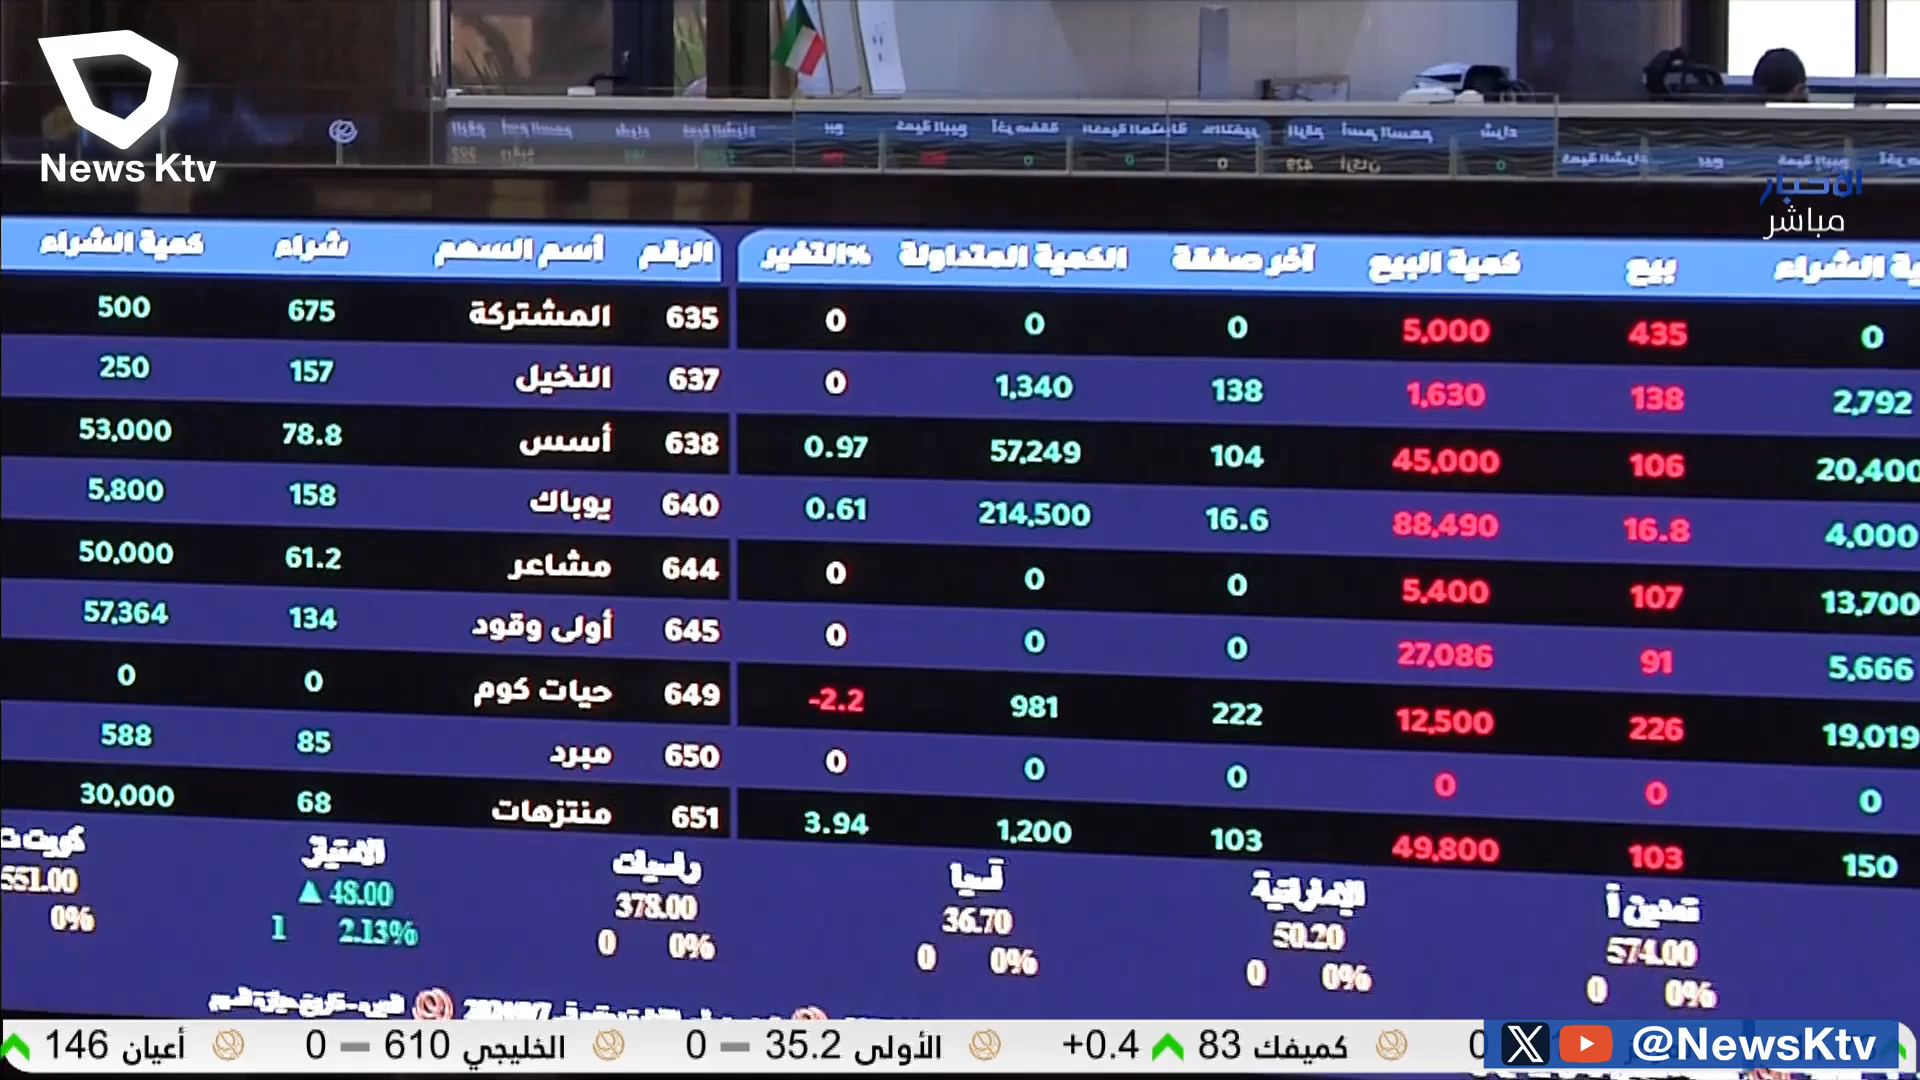 News Ktv
الأخبار
مباشر
الرقم أسم السهم شراء كمية الشراء
635 المشتركة 675 500
637 النخيل 157 250
638 أسس 78.8 53,000
640 يوباك 158 5,800
644 مشاعر 61.2 50,000
645 أولى وقود 134 57,364
649 حيات كوم 0 0
650 مبرد 85 588
651 منتزهات 68 30,000
الشراء بيع كمية البيع آخر صفقة الكمية المتداولة التغير%
0 435 5,000 0 0 0
2,792 138 1,630 138 1,340 0
20,400 106 45,000 104 57,249 0.97
4,000 16.8 88,490 16.6 214,500 0.61
13,700 107 5,400 0 0 0
5,666 91 27,086 0 0 0
19,019 226 12,500 222 981 -2.2
0 0 0 0 0 0
150 103 49,800 103 1,200 3.94
تمدين أ الإمتيازية آسيا راسيات الامتياز كويت ت
574.00 50.20 36.70 378.00 ▲ 48.00 551.00
0 0% 0 0% 0 0% 0 0% 1 2.13% 0%
كميفك 83 +0.4 الأولى 35.2 0 الخليجي 610 0 أعيان 146
@NewsKtv